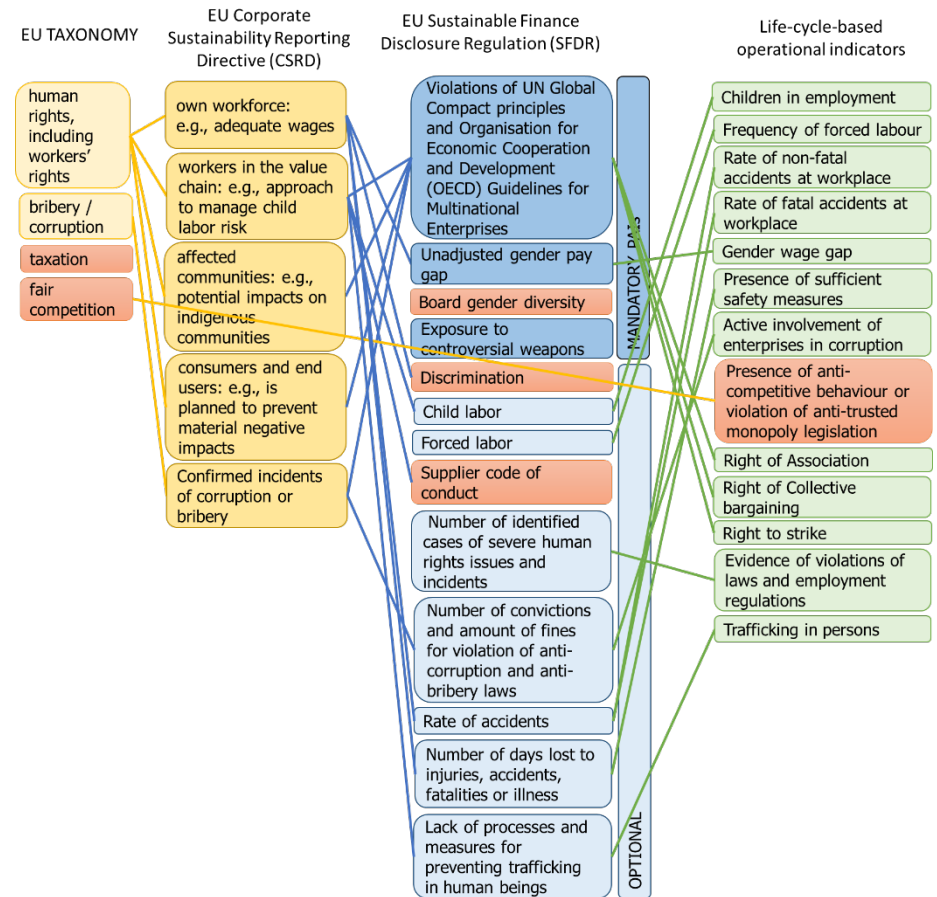 EU TAXONOMY
human
rights,
including
workers'
rights
bribery /
corruption
taxation
fair
competition
EU Corporate
Sustainability Reporting
Directive (CSRD)
own workforce:
e.g., adequate wages
workers in the value
chain: e.g., approach
to manage child
labor risk
affected
communities: e.g.,
potential impacts on
indigenous
communities
consumers and end
users: e.g., is
planned to prevent
material negative
impacts
Confirmed incidents
of corruption or
bribery
EU Sustainable Finance
Disclosure Regulation (SFDR)
Violations of UN Global
Compact principles
and Organisation for
Economic Cooperation
and Development
(OECD) Guidelines for
Multinational
Enterprises
Unadjusted gender pay
gap
Board gender diversity
Exposure to
controversial weapons
Discrimination
Child labor
Forced labor
Supplier code of
conduct
Number of identified
cases of severe human
rights issues and
incidents
Number of convictions
and amount of fines
for violation of anti-
corruption and anti-
bribery laws
Rate of accidents
Number of days lost to
injuries, accidents,
fatalities or illness
Lack of processes and
measures for
preventing trafficking
in human beings
MANDATORY PAIs
OPTIONAL
Life-cycle-based
operational indicators
Children in employment
Frequency of forced labour
Rate of non-fatal
accidents at workplace
Rate of fatal accidents at
workplace
Gender wage gap
Presence of sufficient
safety measures
Active involvement of
enterprises in corruption
Presence of anti-
competitive behaviour or
violation of anti-trusted
monopoly legislation
Right of Association
Right of Collective
bargaining
Right to strike
Evidence of violations of
laws and employment
regulations
Trafficking in persons